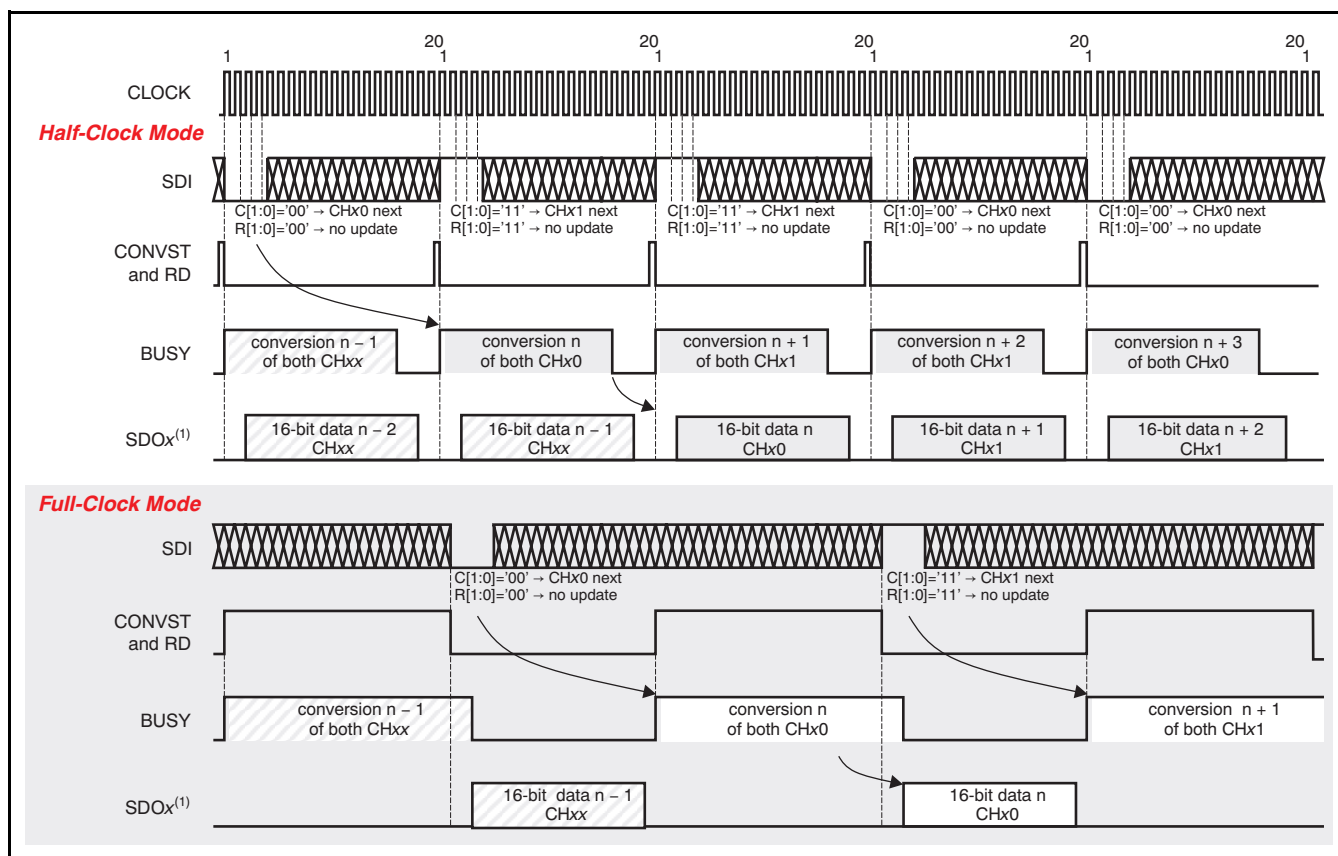 20 20 20 20 20
1 1 1 1 1 1
CLOCK
Half-Clock Mode
SDI
C[1:0]='00' → CHx0 next
R[1:0]='00' → no update
C[1:0]='11' → CHx1 next
R[1:0]='11' → no update
C[1:0]='11' → CHx1 next
R[1:0]='11' → no update
C[1:0]='00' → CHx0 next
R[1:0]='00' → no update
C[1:0]='00' → CHx0 next
R[1:0]='00' → no update
CONVST
and RD
BUSY
conversion n − 1
of both CHxx
conversion n
of both CHx0
conversion n + 1
of both CHx1
conversion n + 2
of both CHx1
conversion n + 3
of both CHx0
SDOx(1)
16-bit data n − 2
CHxx
16-bit data n − 1
CHxx
16-bit data n
CHx0
16-bit data n + 1
CHx1
16-bit data n + 2
CHx1
Full-Clock Mode
SDI
C[1:0]='00' → CHx0 next
R[1:0]='00' → no update
C[1:0]='11' → CHx1 next
R[1:0]='11' → no update
CONVST
and RD
BUSY
conversion n − 1
of both CHxx
conversion n
of both CHx0
conversion n + 1
of both CHx1
SDOx(1)
16-bit data n − 1
CHxx
16-bit data n
CHx0